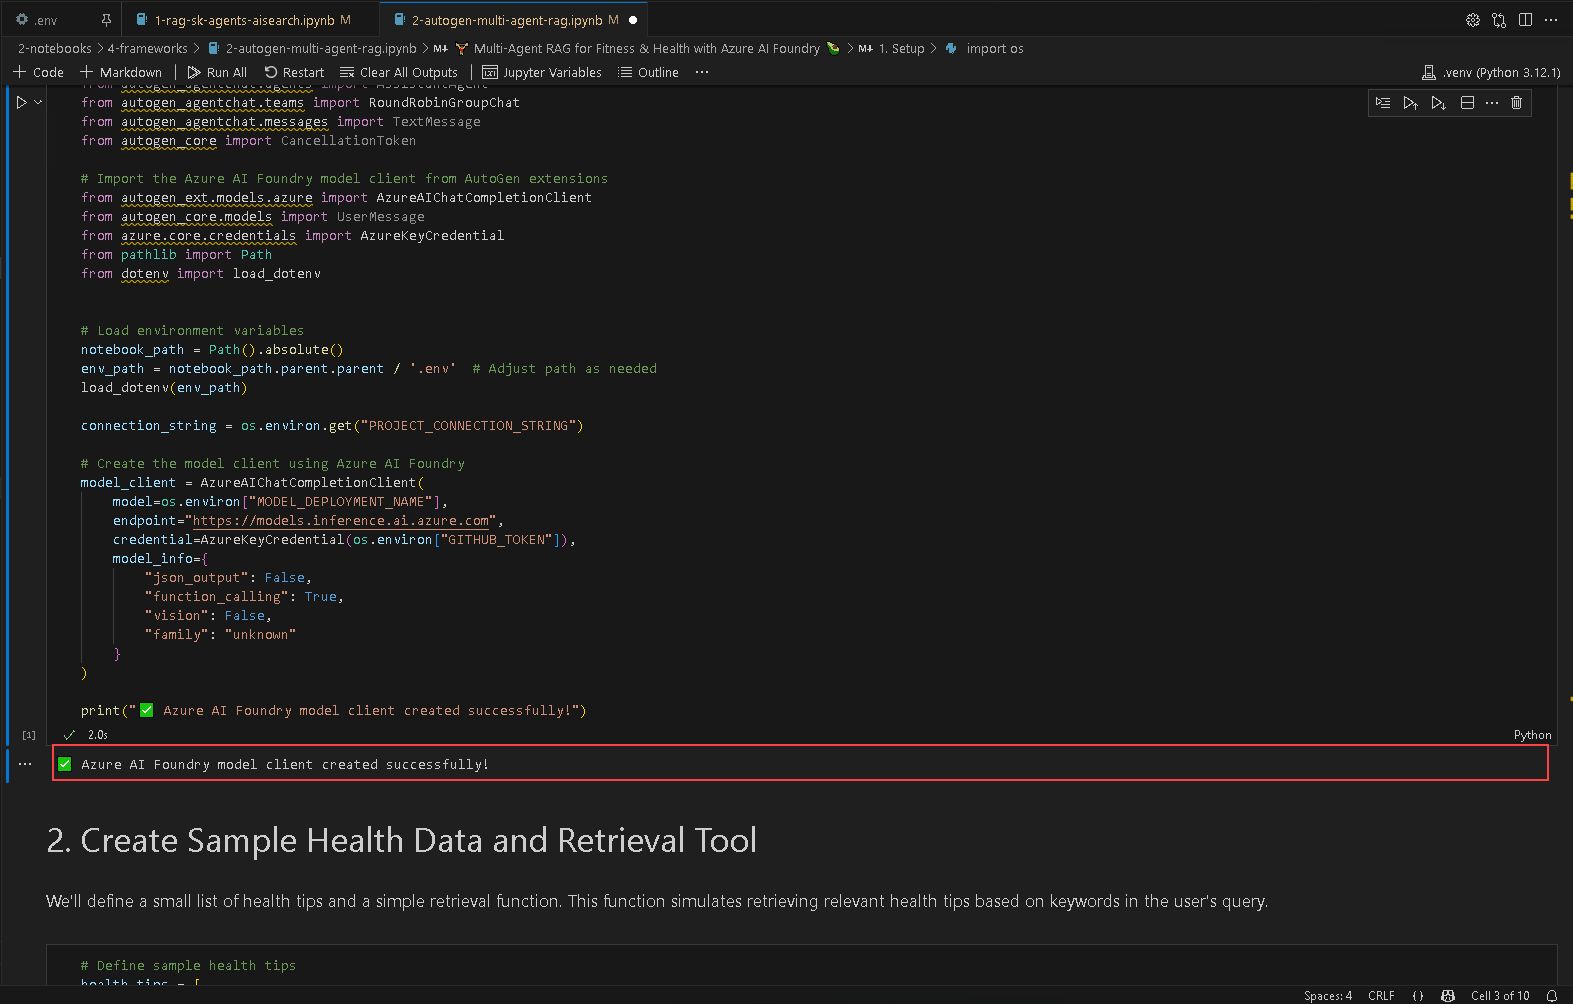 .env
1-rag-sk-agents-aisearch.ipynb M
2-autogen-multi-agent-rag.ipynb M
2-notebooks > 4-frameworks > 2-autogen-multi-agent-rag.ipynb > M↓ Multi-Agent RAG for Fitness & Health with Azure AI Foundry > M↓ 1. Setup > import os
+ Code + Markdown | Run All Restart Clear All Outputs | Jupyter Variables Outline ... .venv (Python 3.12.1)
from autogen_agentchat.agents import AssistantAgent
from autogen_agentchat.teams import RoundRobinGroupChat
from autogen_agentchat.messages import TextMessage
from autogen_core import CancellationToken
# Import the Azure AI Foundry model client from AutoGen extensions
from autogen_ext.models.azure import AzureAIChatCompletionClient
from autogen_core.models import UserMessage
from azure.core.credentials import AzureKeyCredential
from pathlib import Path
from dotenv import load_dotenv
# Load environment variables
notebook_path = Path().absolute()
env_path = notebook_path.parent.parent / '.env'  # Adjust path as needed
load_dotenv(env_path)
connection_string = os.environ.get("PROJECT_CONNECTION_STRING")
# Create the model client using Azure AI Foundry
model_client = AzureAIChatCompletionClient(
model=os.environ["MODEL_DEPLOYMENT_NAME"],
endpoint="https://models.inference.ai.azure.com",
credential=AzureKeyCredential(os.environ["GITHUB_TOKEN"]),
model_info={
"json_output": False,
"function_calling": True,
"vision": False,
"family": "unknown"
}
)
print("✅ Azure AI Foundry model client created successfully!")
[1] ✓ 2.0s Python
... ✅ Azure AI Foundry model client created successfully!
2. Create Sample Health Data and Retrieval Tool
We'll define a small list of health tips and a simple retrieval function. This function simulates retrieving relevant health tips based on keywords in the user's query.
# Define sample health tips
health_tips = [
Spaces: 4 CRLF {} Cell 3 of 10